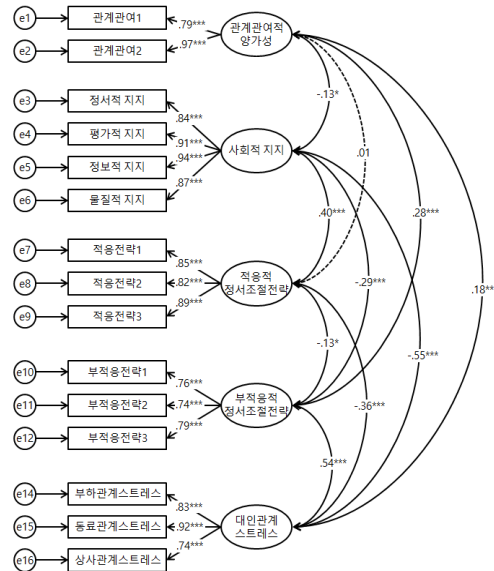 e1
관계관여1
.79***
e2
관계관여2
.97***
관계관여적
양가성
-.13*
e3
정서적 지지
.84***
e4
평가적 지지
.91***
e5
정보적 지지
.94***
e6
물질적 지지
.87***
사회적 지지
.01
.40***
.28***
e7
적응전략1
.85***
e8
적응전략2
.82***
e9
적응전략3
.89***
적응적
정서조절전략
-.29***
.18**
-.13*
-.55***
e10
부적응전략1
.76***
e11
부적응전략2
.74***
e12
부적응전략3
.79***
부적응적
정서조절전략
-.36***
.54***
e14
부하관계스트레스
.83***
e15
동료관계스트레스
.92***
e16
상사관계스트레스
.74***
대인관계
스트레스